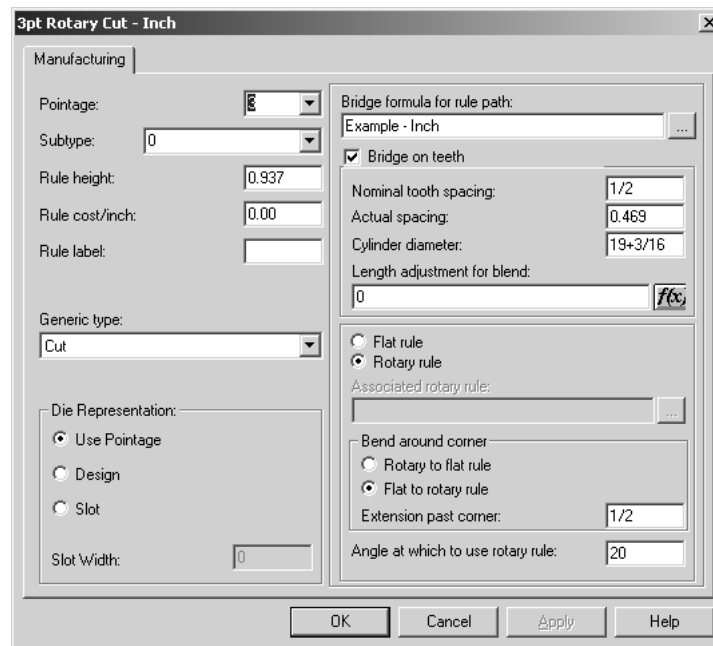 3pt Rotary Cut - Inch
Manufacturing
Pointage: 3
Subtype: 0
Rule height: 0.937
Rule cost/inch: 0.00
Rule label:
Generic type:
Cut
Die Representation:
Use Pointage
Design
Slot
Slot Width: 0
Bridge formula for rule path:
Example - Inch
...
Bridge on teeth
Nominal tooth spacing: 1/2
Actual spacing: 0.469
Cylinder diameter: 19+3/16
Length adjustment for blend:
0
f(x)
Flat rule
Rotary rule
Associated rotary rule:
...
Bend around corner
Rotary to flat rule
Flat to rotary rule
Extension past corner: 1/2
Angle at which to use rotary rule: 20
OK Cancel Apply Help